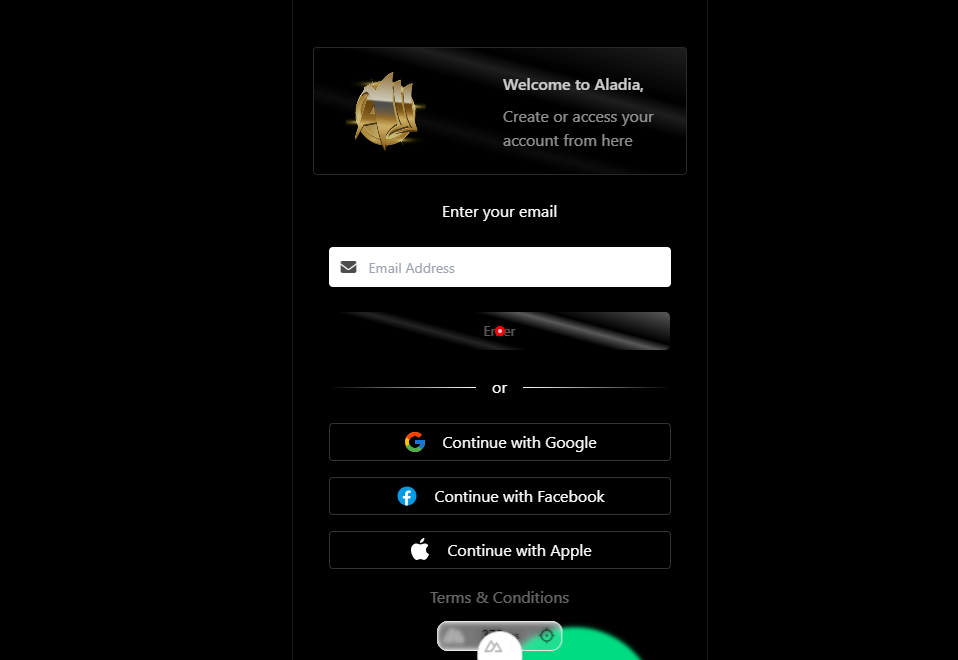 Welcome to Aladia,
Create or access your
account from here
Enter your email
Email Address
Enter
or
Continue with Google
Continue with Facebook
Continue with Apple
Terms & Conditions